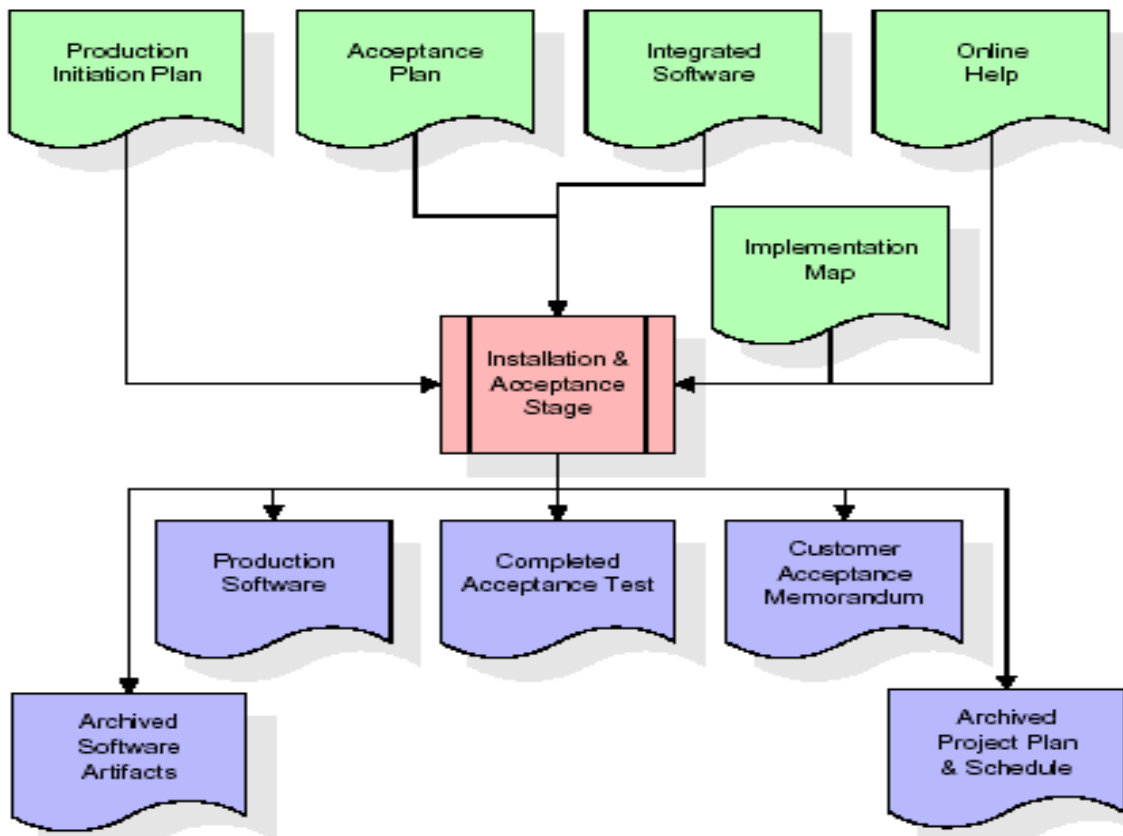 Production
Initiation Plan
Acceptance
Plan
Integrated
Software
Online
Help
Implementation
Map
Installation &
Acceptance
Stage
Production
Software
Completed
Acceptance Test
Customer
Acceptance
Memorandum
Archived
Software
Artifacts
Archived
Project Plan
& Schedule